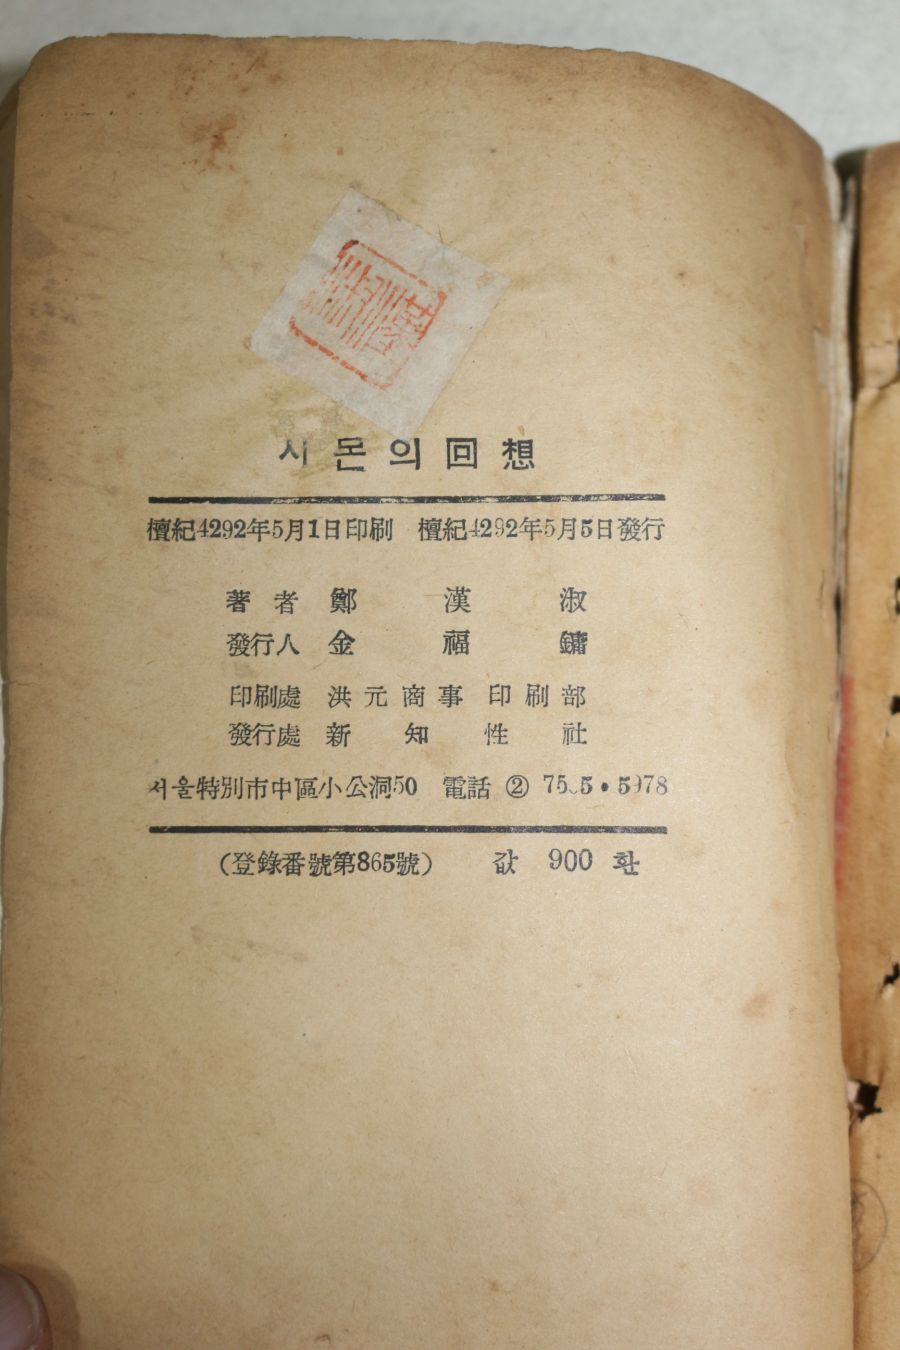 시몬의 回想
檀紀4292年5月1日印刷 檀紀4292年5月5日發行
著者 鄭漢淑
發行人 金福鏞
印刷處 洪元商事 印刷部
發行處 新知性社
서울特別市中區小公洞50 電話 ②
(登錄番號第865號) 값 900 환